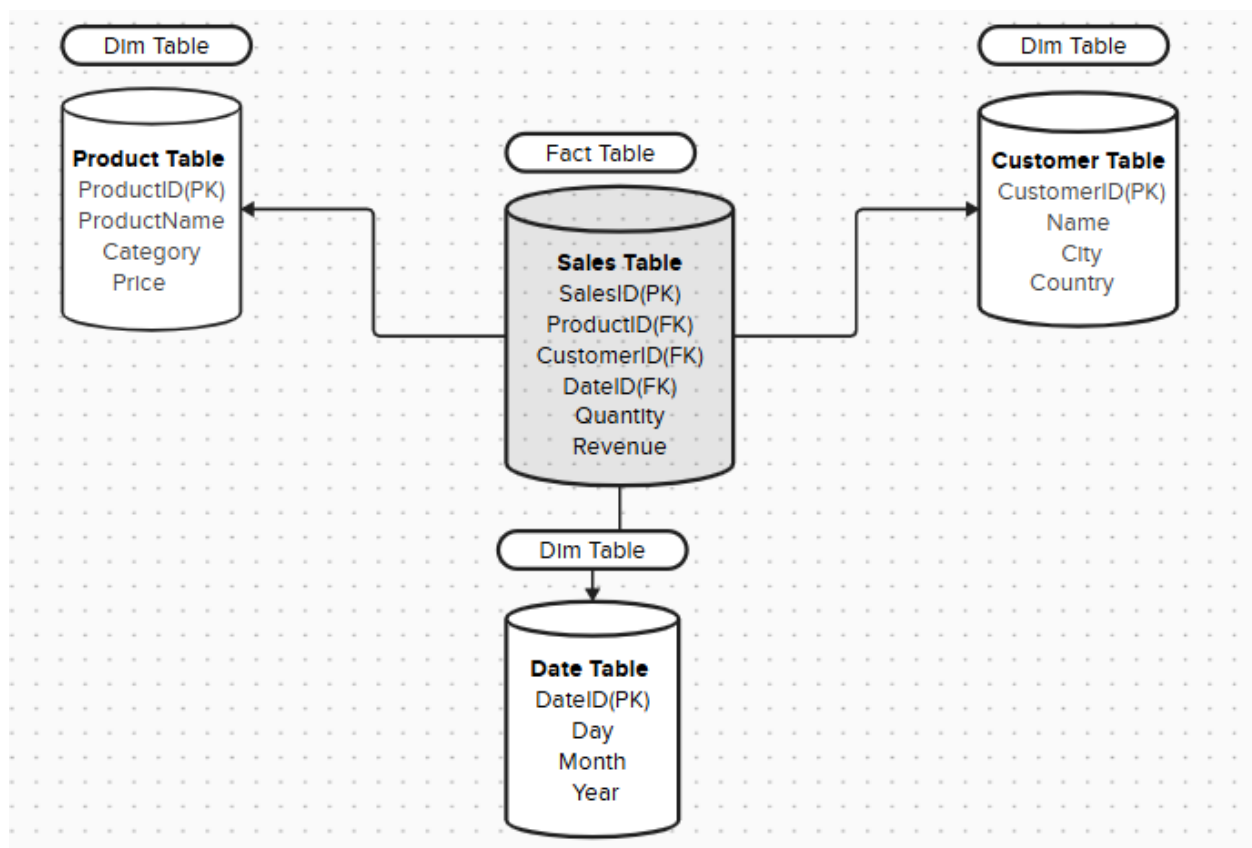 Dim Table
Product Table
ProductID(PK)
ProductName
Category
Price
Fact Table
Sales Table
SalesID(PK)
ProductID(FK)
CustomerID(FK)
DateID(FK)
Quantity
Revenue
Dim Table
Customer Table
CustomerID(PK)
Name
City
Country
Dim Table
Date Table
DateID(PK)
Day
Month
Year